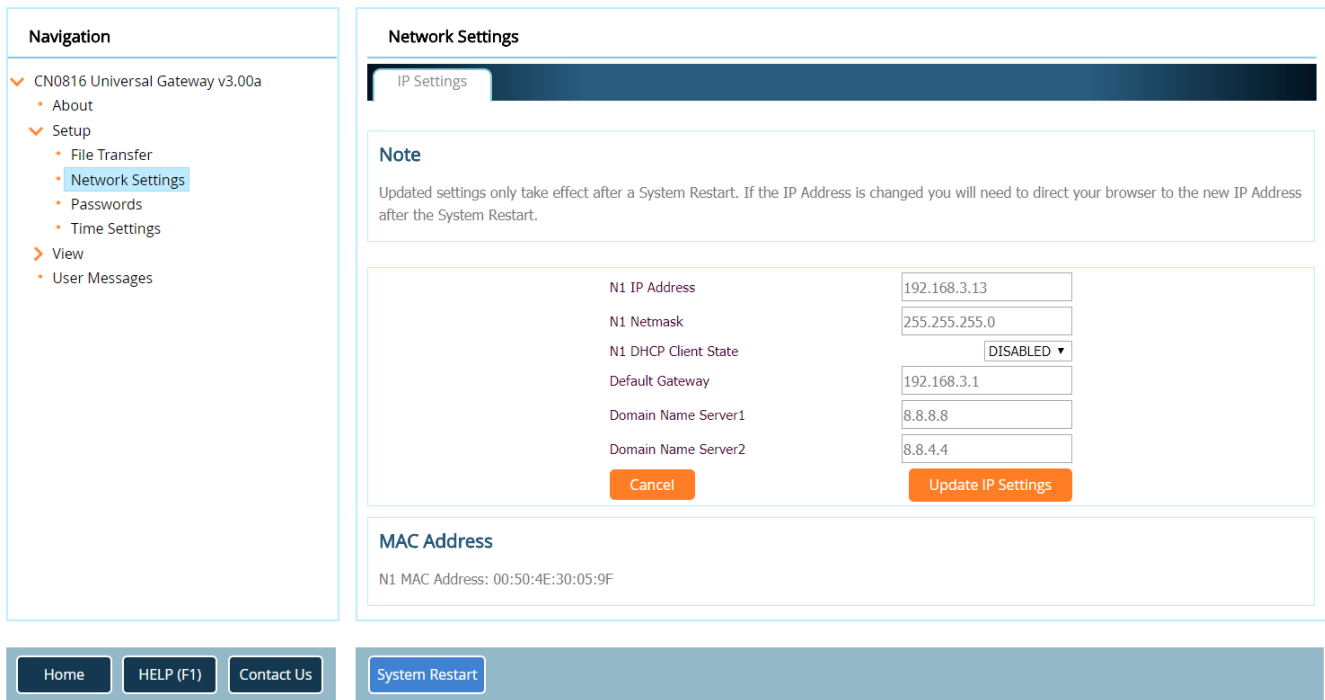 Navigation
CN0816 Universal Gateway v3.00a
About
Setup
File Transfer
Network Settings
Passwords
Time Settings
View
User Messages
Network Settings
IP Settings
Note
Updated settings only take effect after a System Restart. If the IP Address is changed you will need to direct your browser to the new IP Address
after the System Restart.
N1 IP Address 192.168.3.13
N1 Netmask 255.255.255.0
N1 DHCP Client State DISABLED
Default Gateway 192.168.3.1
Domain Name Server1 8.8.8.8
Domain Name Server2 8.8.4.4
Cancel Update IP Settings
MAC Address
N1 MAC Address: 00:50:4E:30:05:9F
Home HELP (F1) Contact Us System Restart